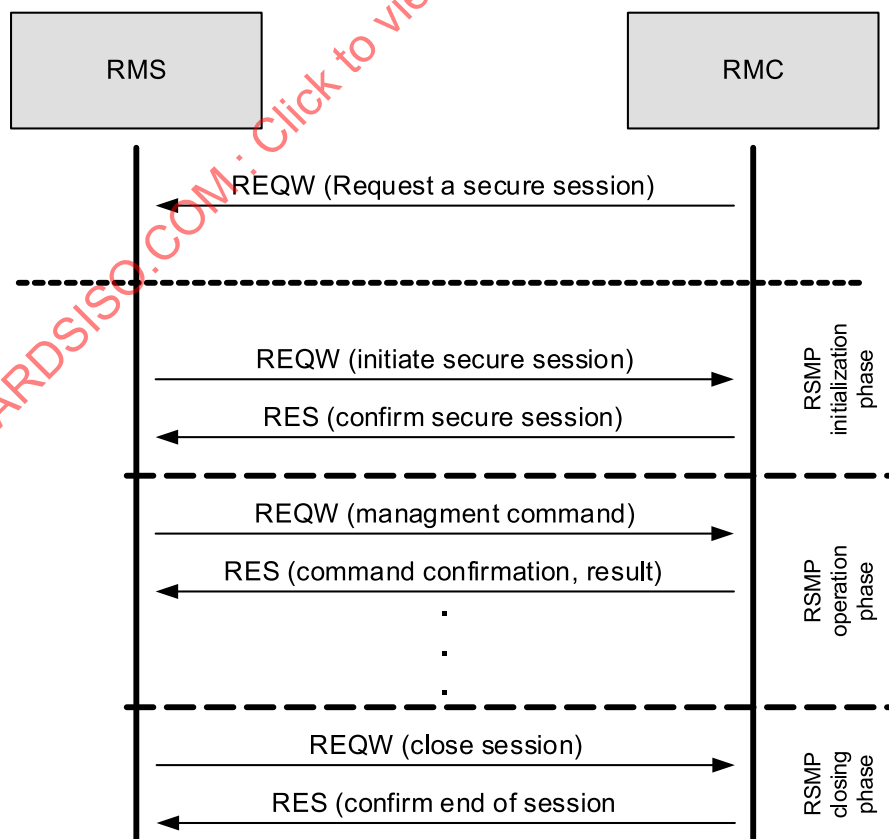 RMS
RMC
ARDSISO.COM: Click to vie
REQW (Request a secure session)
REQW (initiate secure session)
RES (confirm secure session)
RSMP
initialization
phase
REQW (managment command)
RES (command confirmation, result)
.
.
.
RSMP
operation
phase
REQW (close session)
RES (confirm end of session
RSMP
closing
phase